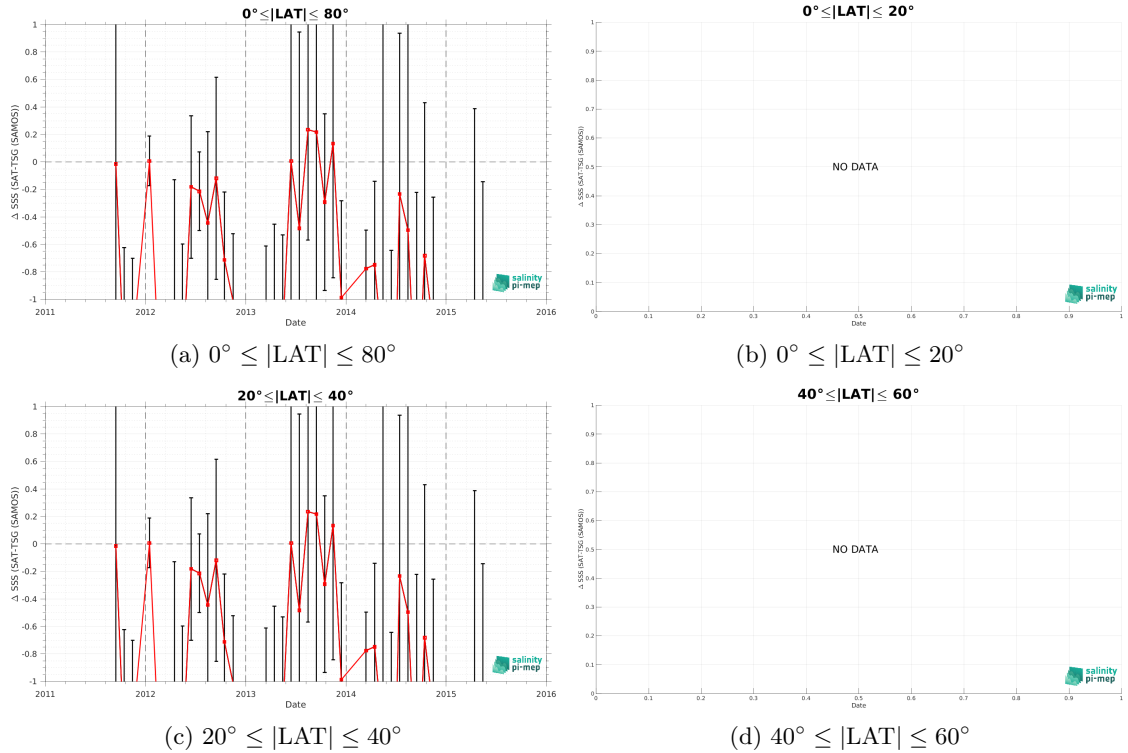 0°≤|LAT|≤ 80°
1
0.8
0.6
0.4
0.2
0
-0.2
-0.4
-0.6
-0.8
-1
Δ SSS (SAT-TSG (SAMOS))
2011 2012 2013 2014 2015 2016
Date
salinity
pi-mep
(a) 0° ≤ |LAT| ≤ 80°
0°≤|LAT|≤ 20°
1
0.9
0.8
0.7
0.6
0.5
0.4
0.3
0.2
0.1
0
Δ SSS (SAT-TSG (SAMOS))
NO DATA
0 0.1 0.2 0.3 0.4 0.5 0.6 0.7 0.8 0.9 1
Date
salinity
pi-mep
(b) 0° ≤ |LAT| ≤ 20°
20°≤|LAT|≤ 40°
1
0.8
0.6
0.4
0.2
0
-0.2
-0.4
-0.6
-0.8
-1
Δ SSS (SAT-TSG (SAMOS))
2011 2012 2013 2014 2015 2016
Date
salinity
pi-mep
(c) 20° ≤ |LAT| ≤ 40°
40°≤|LAT|≤ 60°
1
0.9
0.8
0.7
0.6
0.5
0.4
0.3
0.2
0.1
0
Δ SSS (SAT-TSG (SAMOS))
NO DATA
0 0.1 0.2 0.3 0.4 0.5 0.6 0.7 0.8 0.9 1
Date
salinity
pi-mep
(d) 40° ≤ |LAT| ≤ 60°